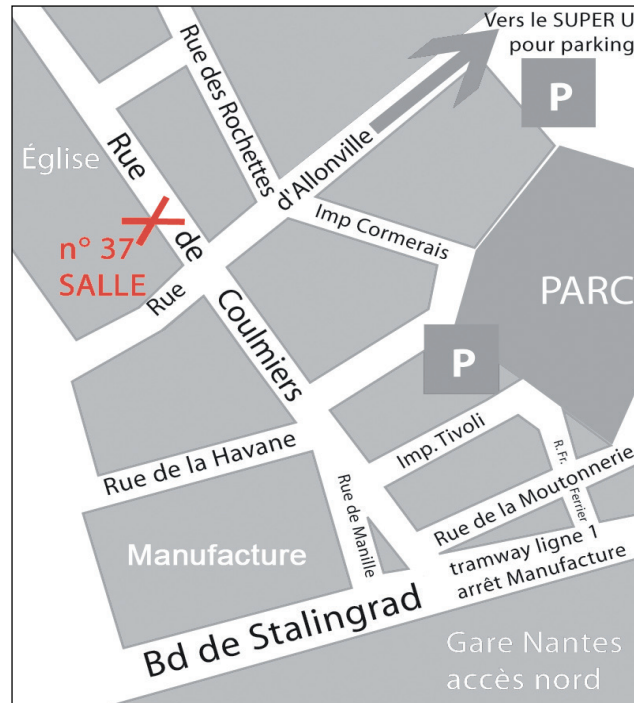 Vers le SUPER U
pour parking
P
Rue des Rochettes
Rue
de
Coulmiers
Église
d'Allonville
Rue
Imp Cormerais
n° 37
SALLE
PARC
P
Imp. Tivoli
R. Fr.
Ferrier
Rue de la Havane
Rue de Manille
Rue de la Moutonnerie
Manufacture
tramway ligne 1
arrêt Manufacture
Bd de Stalingrad
Gare Nantes
accès nord